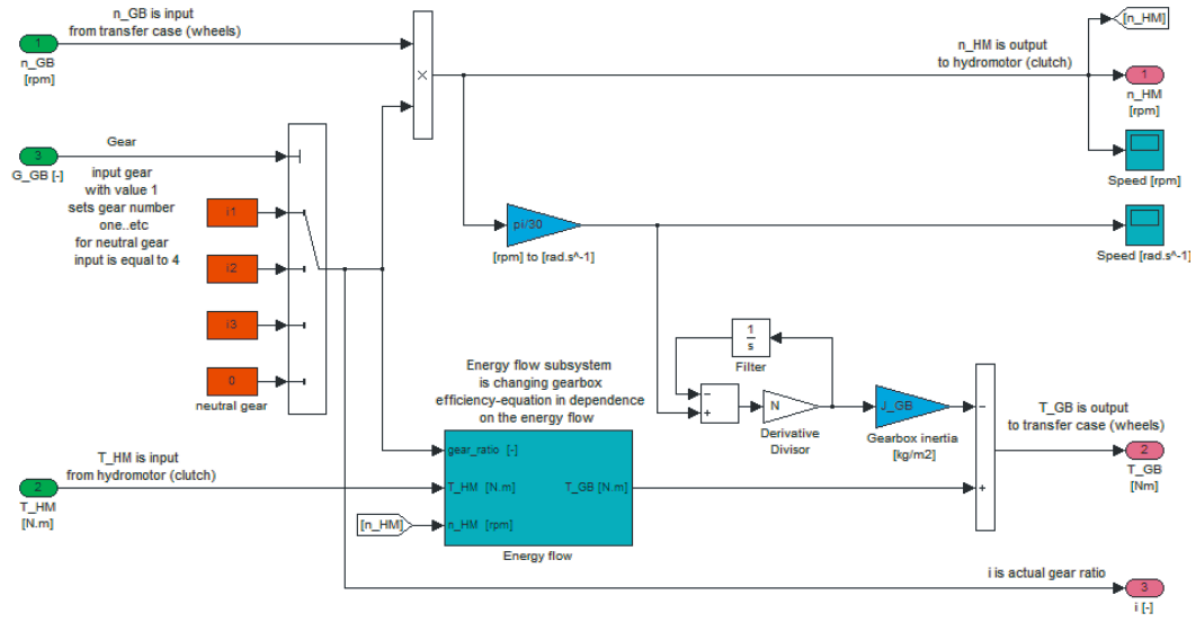 n_GB is input
from transfer case (wheels)
1
n_GB
[rpm]
×
n_HM is output
to hydromotor (clutch)
[n_HM]
1
n_HM
[rpm]
Speed [rpm]
Gear
3
G_GB [-]
input gear
with value 1
sets gear number
one..etc
for neutral gear
input is equal to 4
i1
i2
i3
0
neutral gear
pi/30
[rpm] to [rad.s^-1]
Speed [rad.s^-1]
1
s
Filter
−
+
N
Derivative
Divisor
J_GB
Gearbox inertia
[kg/m2]
−
+
T_GB is output
to transfer case (wheels)
2
T_GB
[Nm]
Energy flow subsystem
is changing gearbox
efficiency-equation in dependence
on the energy flow
gear_ratio [-]
T_HM [N.m]
T_GB [N.m]
n_HM [rpm]
Energy flow
T_HM is input
from hydromotor (clutch)
2
T_HM
[N.m]
[n_HM]
i is actual gear ratio
3
i [-]